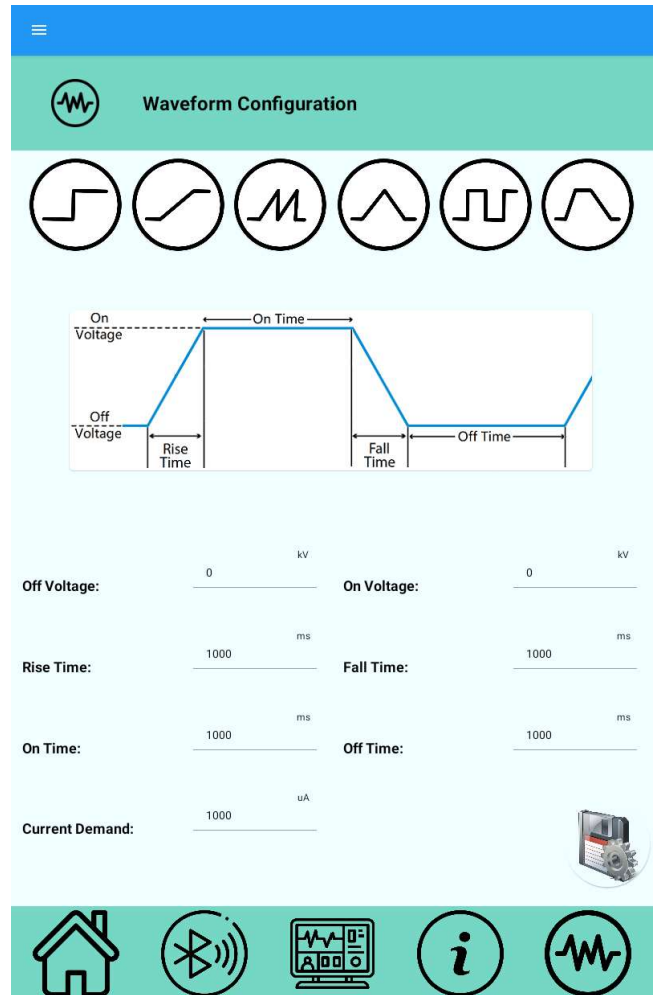 Waveform Configuration
On
Voltage
On Time
Off
Voltage
Rise
Time
Fall
Time
Off Time
kV
kV
Off Voltage:
0
On Voltage:
0
ms
ms
Rise Time:
1000
Fall Time:
1000
ms
ms
On Time:
1000
Off Time:
1000
uA
Current Demand:
1000
i